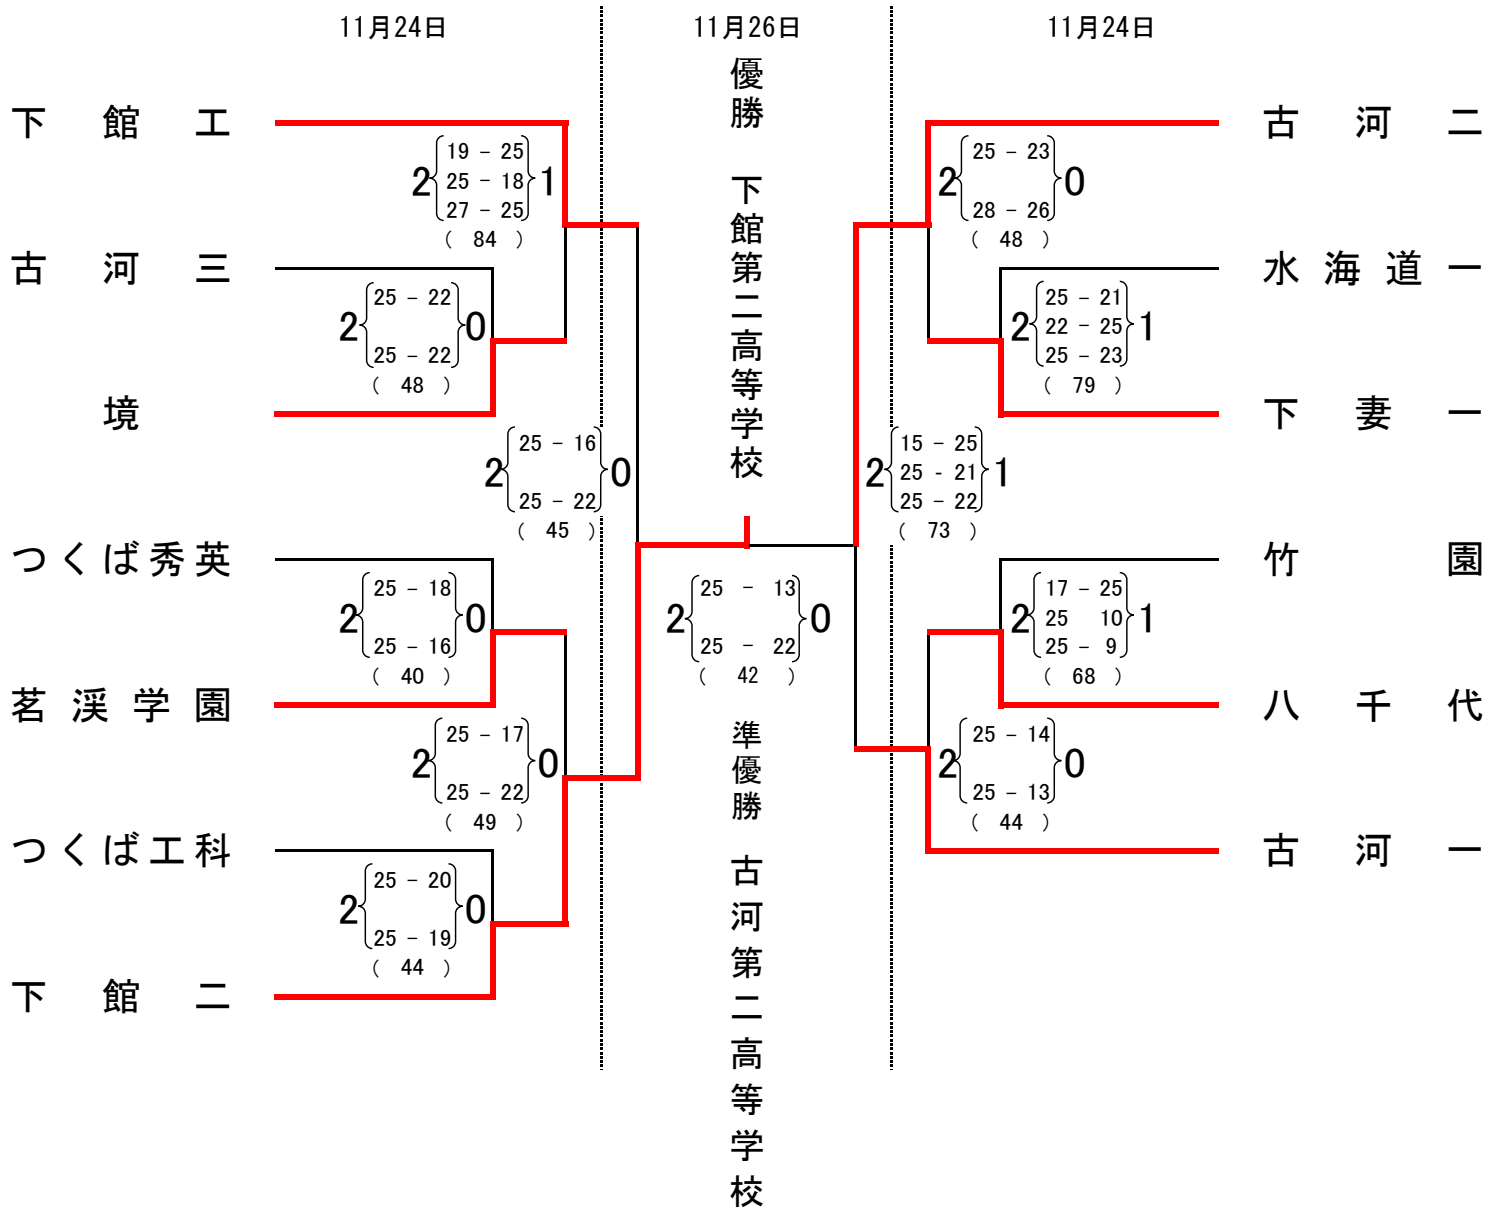 11月24日
11月26日
11月24日
優勝 下館第二高等学校
下館工
19 - 25
2 25 - 18 1
27 - 25
( 84 )
古河三
25 - 22
2 0
25 - 22
( 48 )
境
25 - 16
2 0
25 - 22
( 45 )
つくば秀英
25 - 18
2 0
25 - 16
( 40 )
茗渓学園
25 - 17
2 0
25 - 22
( 49 )
つくば工科
25 - 20
2 0
25 - 19
( 44 )
下館二
25 - 13
2 0
25 - 22
( 42 )
準優勝 古河第二高等学校
古河二
25 - 23
2 0
28 - 26
( 48 )
水海道一
25 - 21
2 22 - 25 1
25 - 23
( 79 )
下妻一
15 - 25
2 25 - 21 1
25 - 22
( 73 )
竹園
17 - 25
2 25 10 1
25 - 9
( 68 )
八千代
25 - 14
2 0
25 - 13
( 44 )
古河一